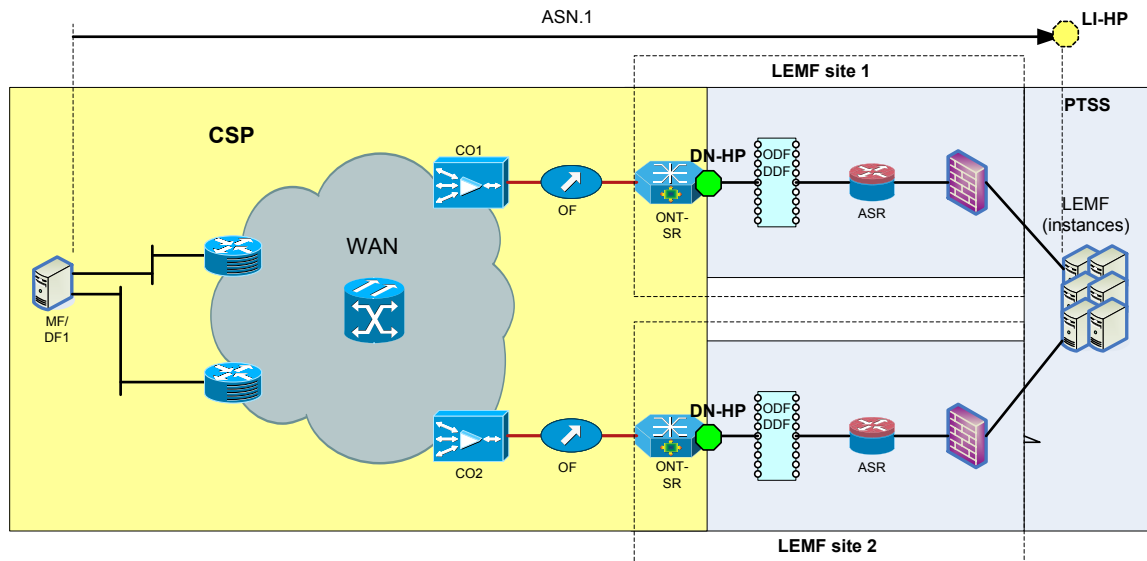 ASN.1
LI-HP
LEMF site 1
PTSS
CSP
CO1
OF
ONT-
SR
DN-HP
ODF
DDF
ASR
LEMF
(instances)
WAN
MF/
DF1
CO2
OF
ONT-
SR
DN-HP
ODF
DDF
ASR
LEMF site 2